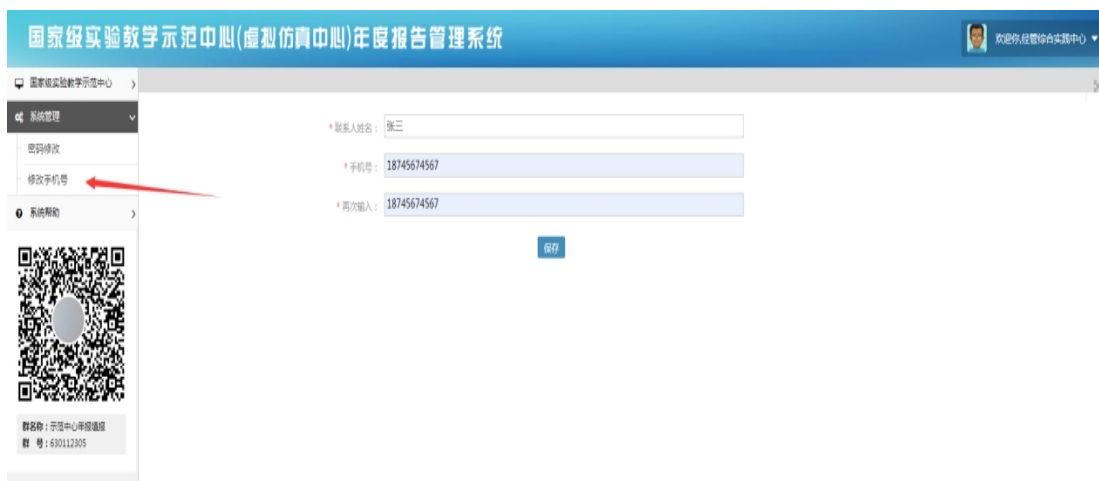 国家级实验教学示范中心(虚拟仿真中心)年度报告管理系统
欢迎你,经管综合实践中心
国家级实验教学示范中心
系统管理
密码修改
修改手机号
系统帮助
* 联系人姓名： 张三
* 手机号： 18745674567
* 再次输入： 18745674567
保存
群名称：示范中心年报填报
群 号：630112305